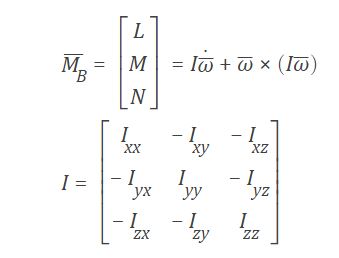 M̅_B = [L M N] = Iω̇̅ + ω̅ × (Iω̅)
I = [I_xx − I_xy − I_xz
− I_yx I_yy − I_yz
− I_zx − I_zy I_zz]